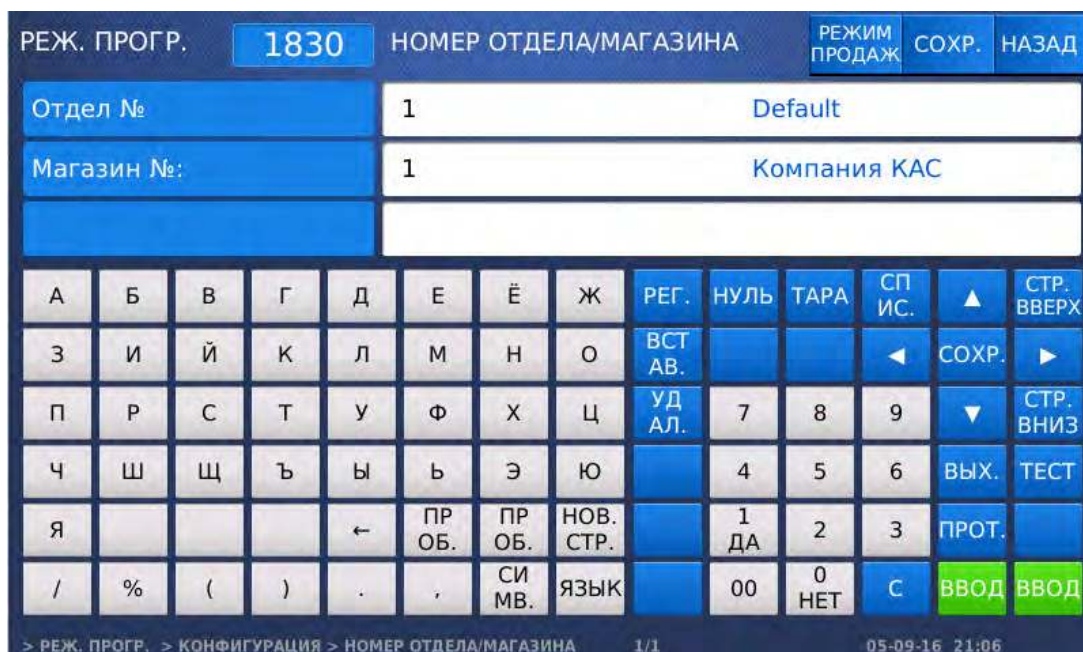 РЕЖ. ПРОГР. 1830 НОМЕР ОТДЕЛА/МАГАЗИНА РЕЖИМ ПРОДАЖ СОХР. НАЗАД
Отдел № 1 Default
Магазин №: 1 Компания КАС
А Б В Г Д Е Ё Ж РЕГ. НУЛЬ ТАРА СП ИС. ▲ СТР. ВВЕРХ
З И Й К Л М Н О ВСТ АВ. ◄ СОХР. ►
П Р С Т У Ф Х Ц УД АЛ. 7 8 9 ▼ СТР. ВНИЗ
Ч Ш Щ Ъ Ы Ь Э Ю 4 5 6 ВЫХ. ТЕСТ
Я ← ПР ОБ. ПР ОБ. НОВ. СТР. 1 ДА 2 3 ПРОТ.
/ % ( ) . , СИ МВ. ЯЗЫК 00 0 НЕТ С ВВОД ВВОД
> РЕЖ. ПРОГР. > КОНФИГУРАЦИЯ > НОМЕР ОТДЕЛА/МАГАЗИНА 1/1 05-09-16 21:06